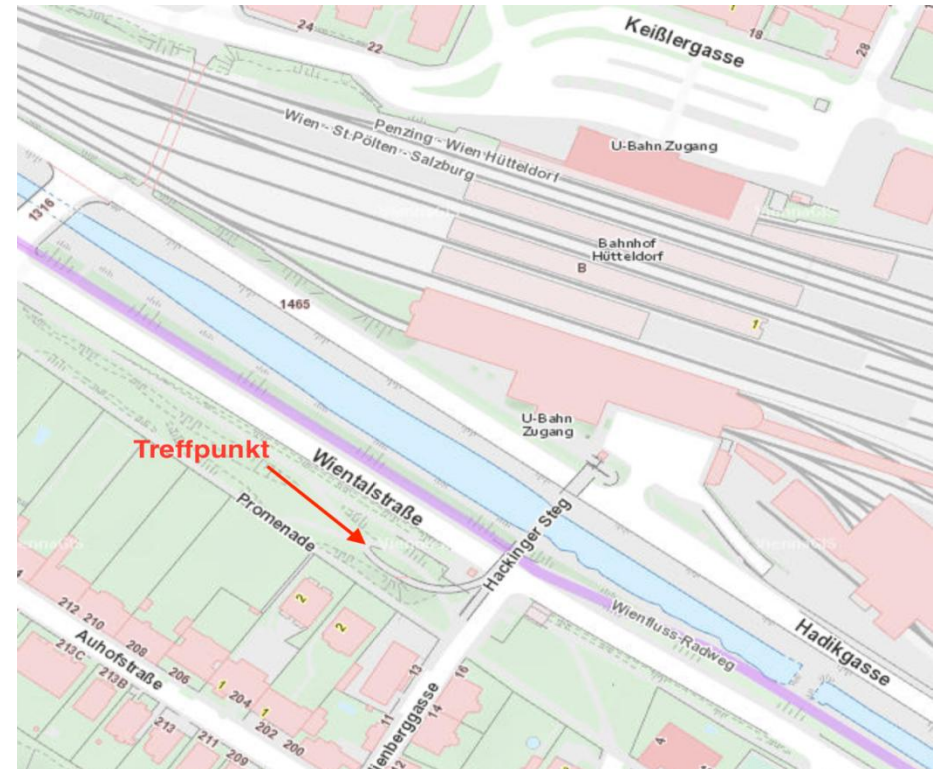 24
22
18
28
Keißlergasse
Penzing - Wien Hütteldorf
Wien - St.Pölten - Salzburg
U-Bahn Zugang
Bahnhof
Hütteldorf
B
1316
1465
1
U-Bahn
Zugang
Treffpunkt
Wientalstraße
Promenade
Hackinger Steg
Wienfluss-Radweg
Hadikgasse
2
2
212
210
208
206
1
204
1
202
200
Auhofstraße
213C
213B
213
211
209
13
11
16
14
ienberggasse
4
2